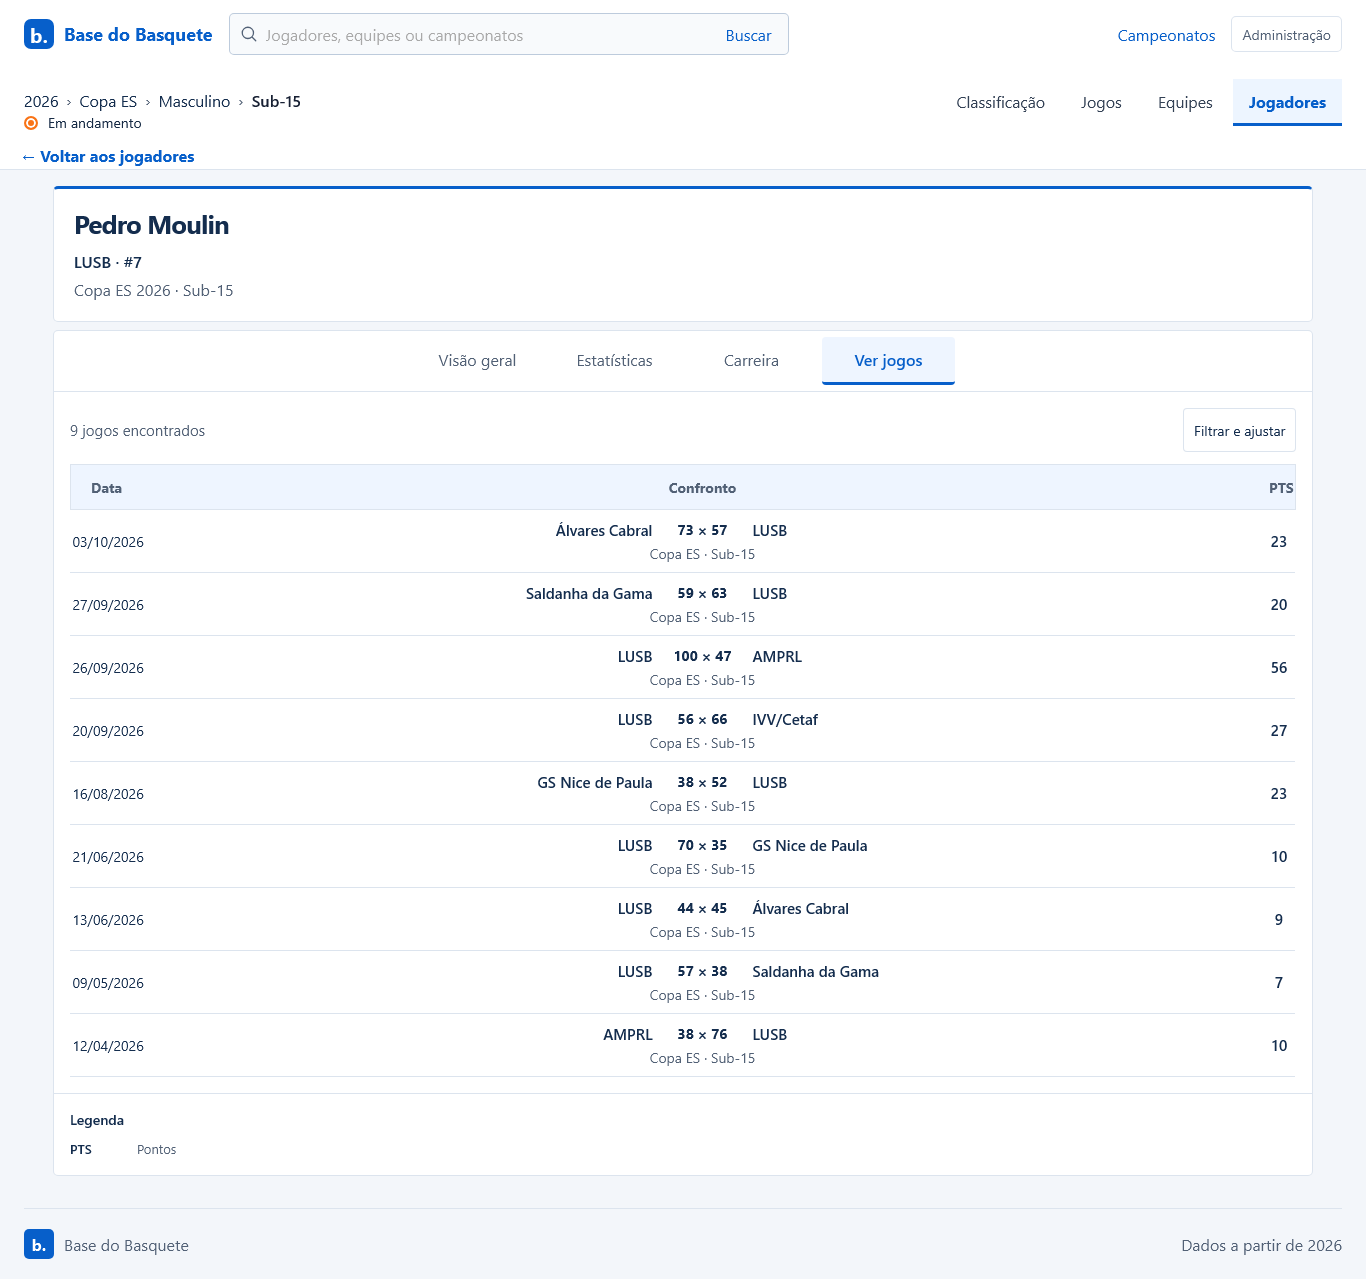 b. Base do Basquete
Jogadores, equipes ou campeonatos Buscar
Campeonatos Administração
2026 › Copa ES › Masculino › Sub-15
Em andamento
Classificação Jogos Equipes Jogadores
← Voltar aos jogadores
Pedro Moulin
LUSB · #7
Copa ES 2026 · Sub-15
Visão geral Estatísticas Carreira Ver jogos
9 jogos encontrados Filtrar e ajustar
Data Confronto PTS
03/10/2026 Álvares Cabral 73 × 57 LUSB 23
Copa ES · Sub-15
27/09/2026 Saldanha da Gama 59 × 63 LUSB 20
Copa ES · Sub-15
26/09/2026 LUSB 100 × 47 AMPRL 56
Copa ES · Sub-15
20/09/2026 LUSB 56 × 66 IVV/Cetaf 27
Copa ES · Sub-15
16/08/2026 GS Nice de Paula 38 × 52 LUSB 23
Copa ES · Sub-15
21/06/2026 LUSB 70 × 35 GS Nice de Paula 10
Copa ES · Sub-15
13/06/2026 LUSB 44 × 45 Álvares Cabral 9
Copa ES · Sub-15
09/05/2026 LUSB 57 × 38 Saldanha da Gama 7
Copa ES · Sub-15
12/04/2026 AMPRL 38 × 76 LUSB 10
Copa ES · Sub-15
Legenda
PTS Pontos
b. Base do Basquete Dados a partir de 2026